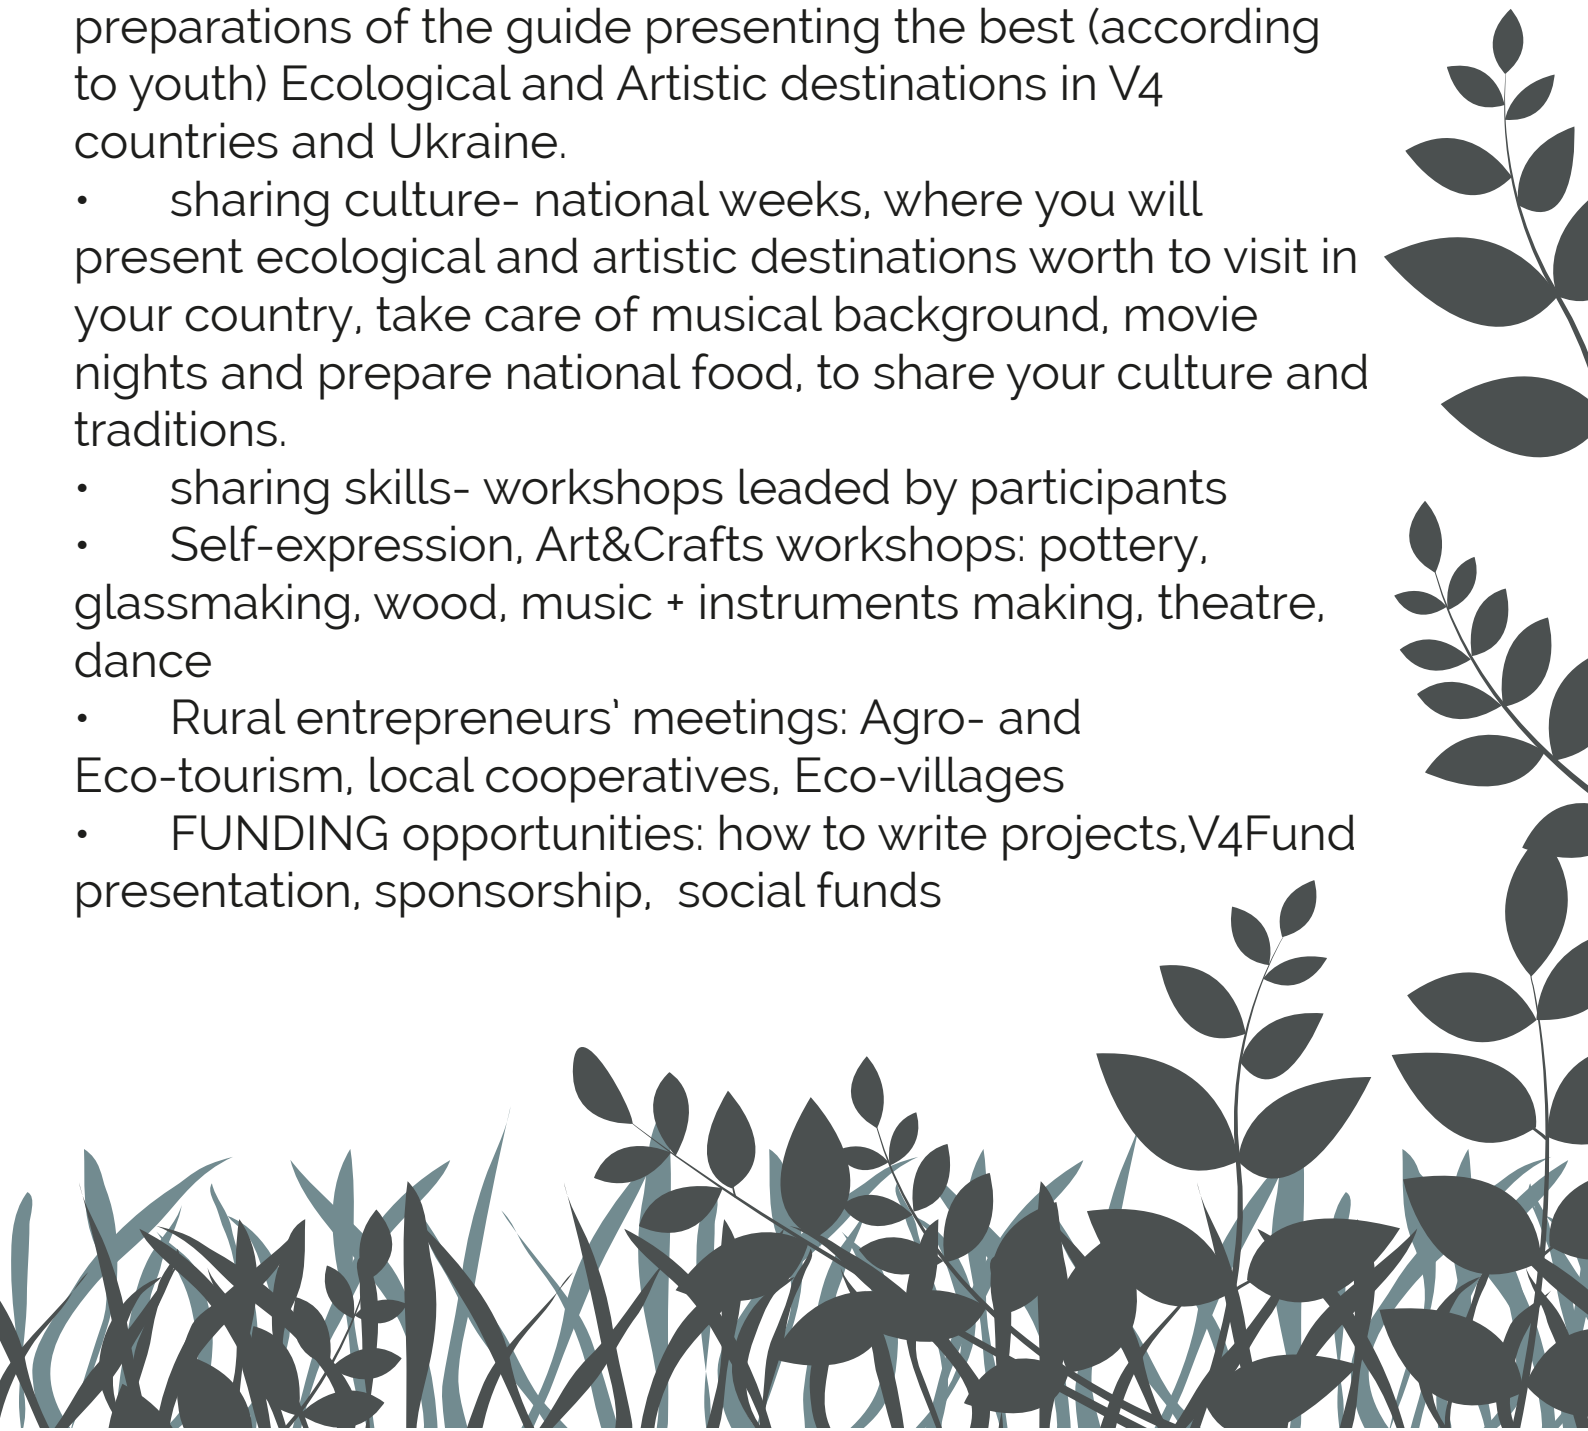 preparations of the guide presenting the best (according
to youth) Ecological and Artistic destinations in V4
countries and Ukraine.
• sharing culture- national weeks, where you will
present ecological and artistic destinations worth to visit in
your country, take care of musical background, movie
nights and prepare national food, to share your culture and
traditions.
• sharing skills- workshops leaded by participants
• Self-expression, Art&Crafts workshops: pottery,
glassmaking, wood, music + instruments making, theatre,
dance
• Rural entrepreneurs’ meetings: Agro- and
Eco-tourism, local cooperatives, Eco-villages
• FUNDING opportunities: how to write projects,V4Fund
presentation, sponsorship,  social funds